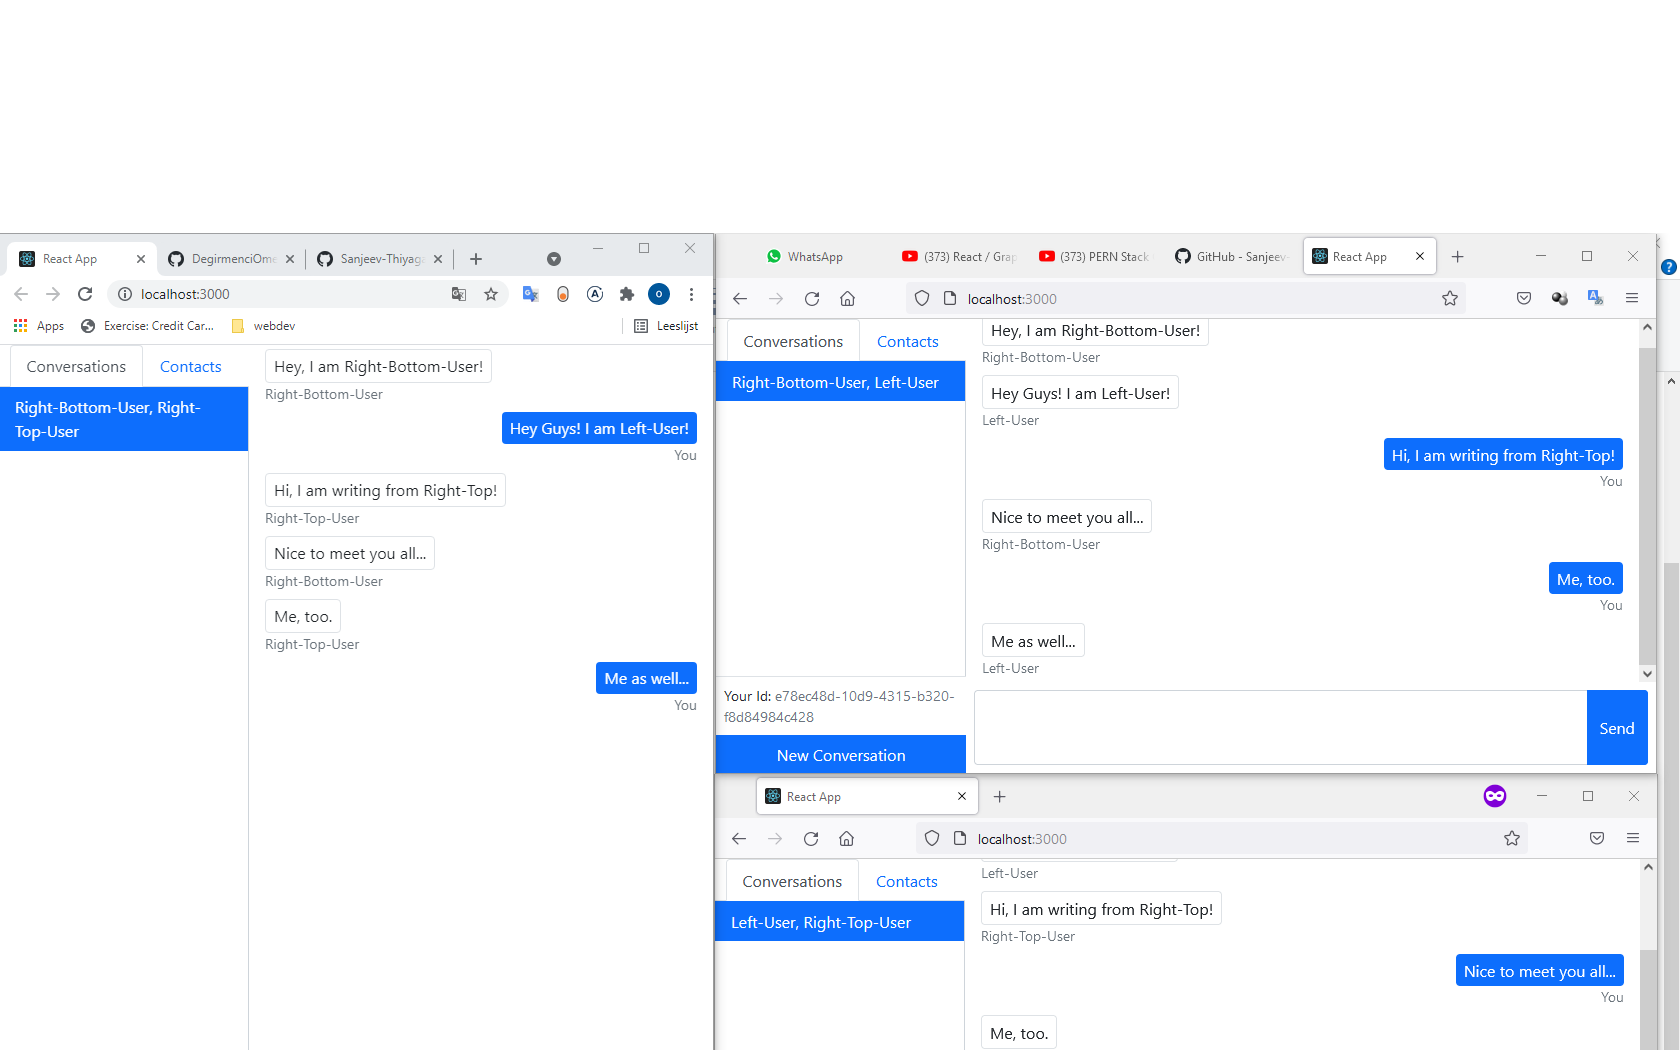 React App
DegirmenciOme
Sanjeev-Thiyaga
localhost:3000
O
Apps
Exercise: Credit Car...
webdev
Leeslijst
Conversations
Contacts
Right-Bottom-User, Right-
Top-User
Hey, I am Right-Bottom-User!
Right-Bottom-User
Hey Guys! I am Left-User!
You
Hi, I am writing from Right-Top!
Right-Top-User
Nice to meet you all...
Right-Bottom-User
Me, too.
Right-Top-User
Me as well...
You
WhatsApp
(373) React / Grap
(373) PERN Stack
GitHub - Sanjeev-
React App
localhost:3000
Conversations
Contacts
Right-Bottom-User, Left-User
Hey, I am Right-Bottom-User!
Right-Bottom-User
Hey Guys! I am Left-User!
Left-User
Hi, I am writing from Right-Top!
You
Nice to meet you all...
Right-Bottom-User
Me, too.
You
Me as well...
Left-User
Your Id: e78ec48d-10d9-4315-b320-
f8d84984c428
New Conversation
Send
React App
localhost:3000
Conversations
Contacts
Left-User, Right-Top-User
Left-User
Hi, I am writing from Right-Top!
Right-Top-User
Nice to meet you all...
You
Me, too.